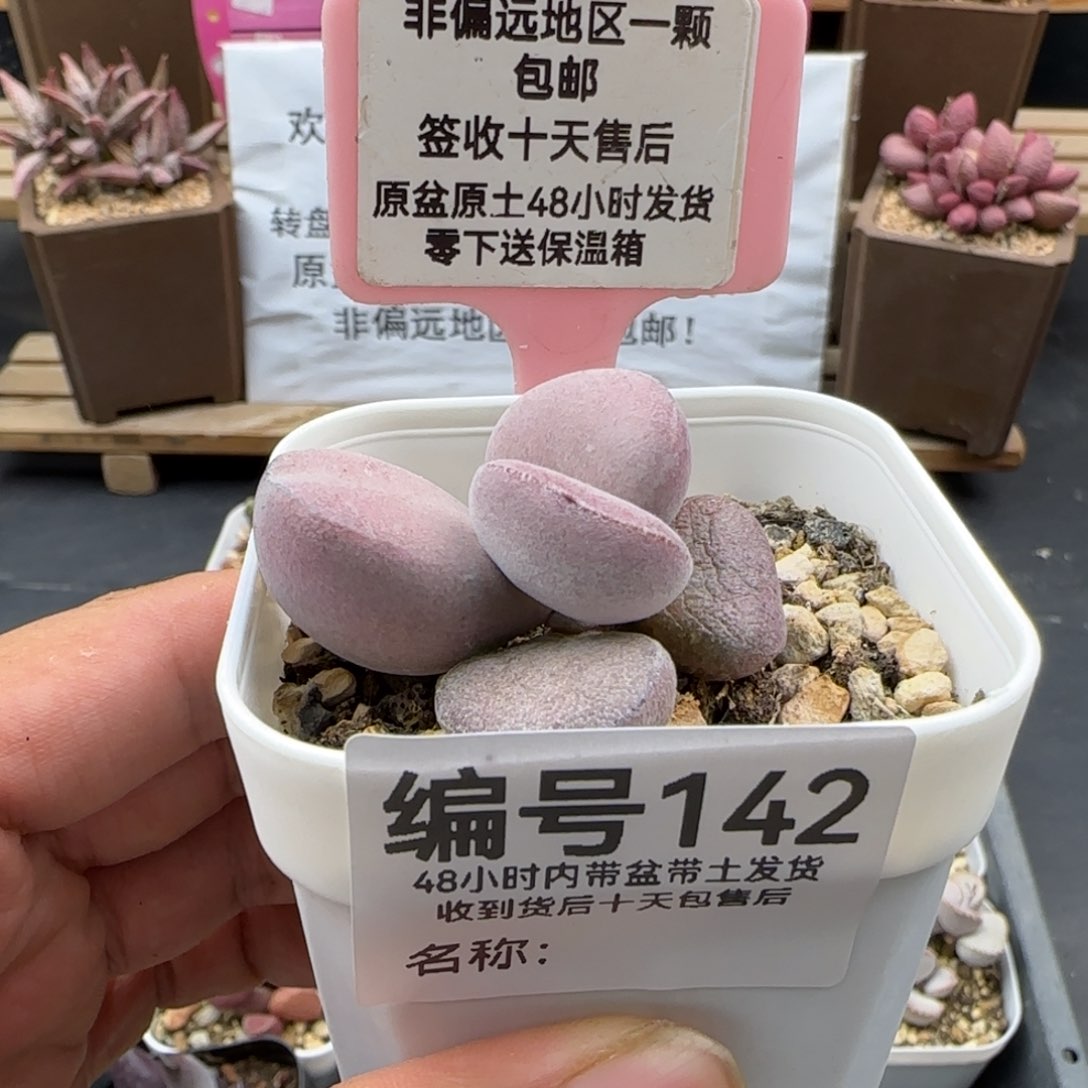 非偏远地区一颗
包邮
签收十天售后
原盆原土48小时发货
零下送保温箱
欢
转盘
原
非偏远地区 包邮！
编号142
48小时内带盆带土发货
收到货后十天包售后
名称：